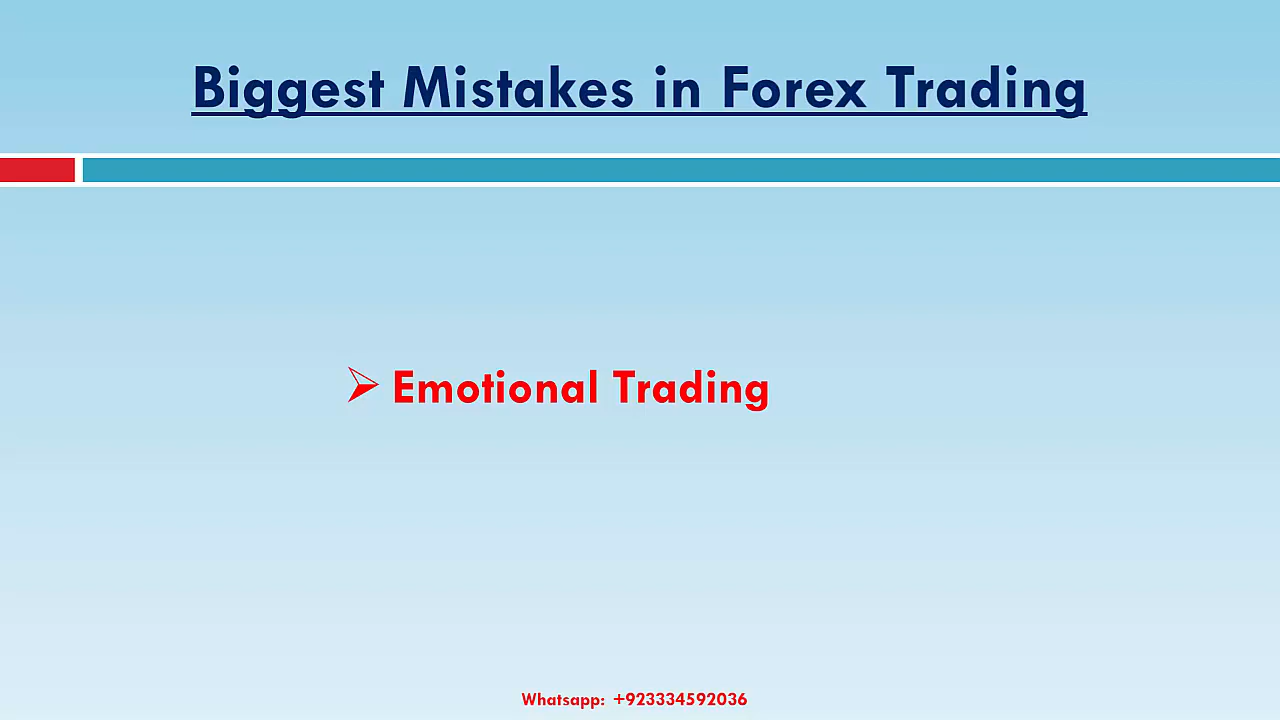 Biggest Mistakes in Forex Trading
➢ Emotional Trading
Whatsapp: +923334592036